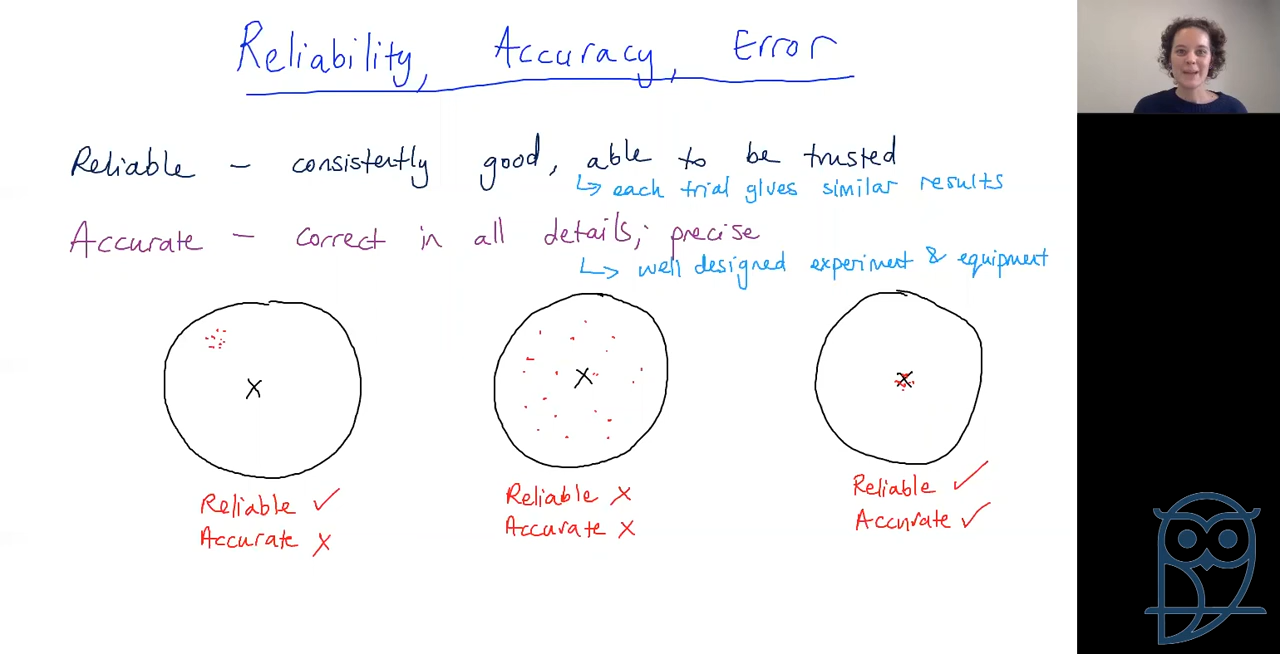 Reliability, Accuracy, Error
Reliable - consistently good, able to be trusted
↳ each trial gives similar results
Accurate - correct in all details; precise
↳ well designed experiment & equipment
X
X
X
Reliable ✓
Accurate X
Reliable X
Accurate X
Reliable ✓
Accurate ✓